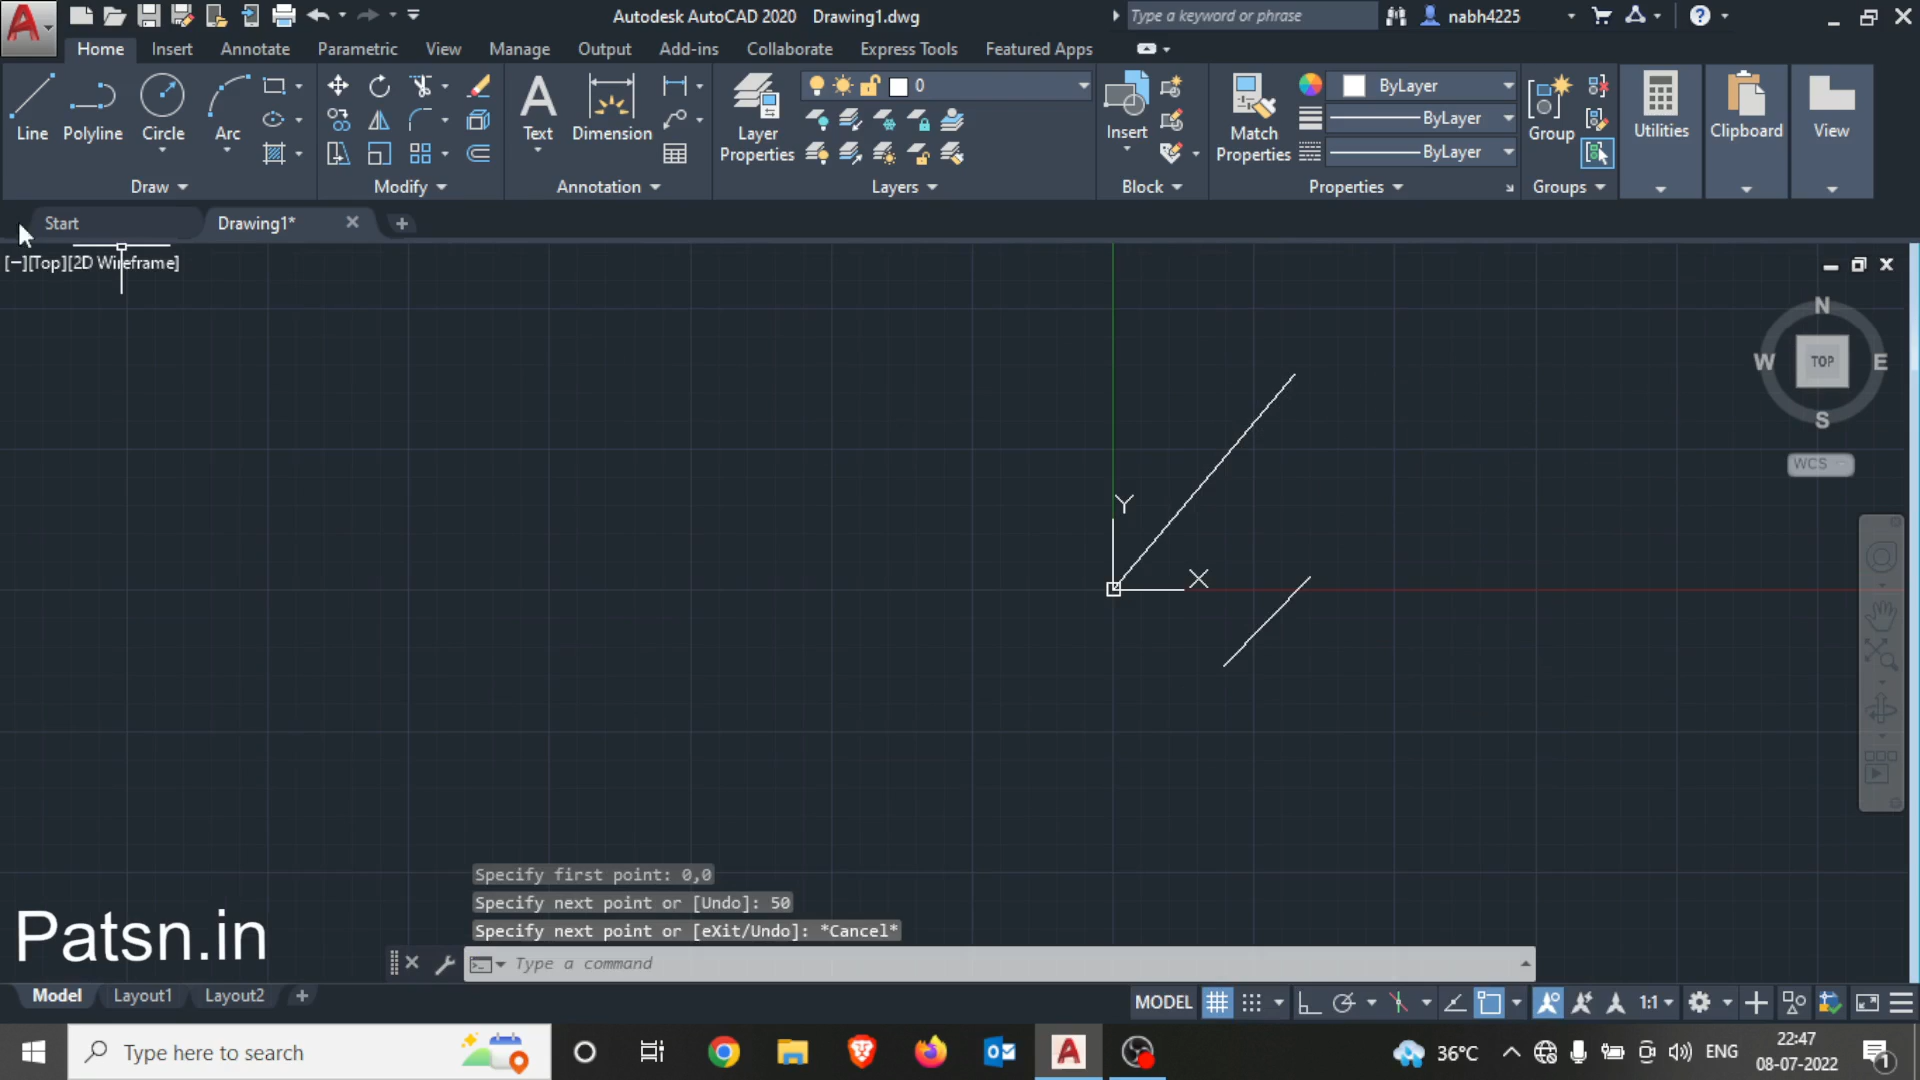 Autodesk AutoCAD 2020 Drawing1.dwg
Type a keyword or phrase
nabh4225
Home Insert Annotate Parametric View Manage Output Add-ins Collaborate Express Tools Featured Apps
Line Polyline Circle Arc
Text Dimension
Layer Properties
0
Insert
Match Properties
ByLayer
ByLayer
ByLayer
Group
Utilities
Clipboard
View
Draw Modify Annotation Layers Block Properties Groups
Start Drawing1*
[−][Top][2D Wireframe]
N
W TOP E
S
WCS
Y
X
Specify first point: 0,0
Specify next point or [Undo]: 50
Specify next point or [eXit/Undo]: *Cancel*
Type a command
Patsn.in
Model Layout1 Layout2
MODEL 1:1
Type here to search
36°C ENG
22:47
08-07-2022
1